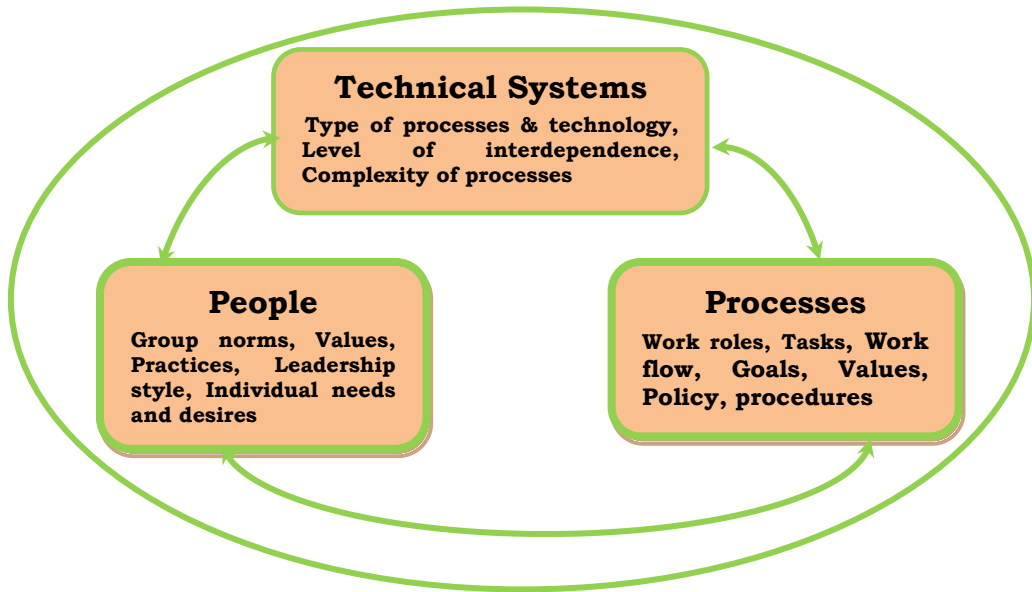 Technical Systems
Type of processes & technology,
Level of interdependence,
Complexity of processes
People
Group norms, Values,
Practices, Leadership
style, Individual needs
and desires
Processes
Work roles, Tasks, Work
flow, Goals, Values,
Policy, procedures